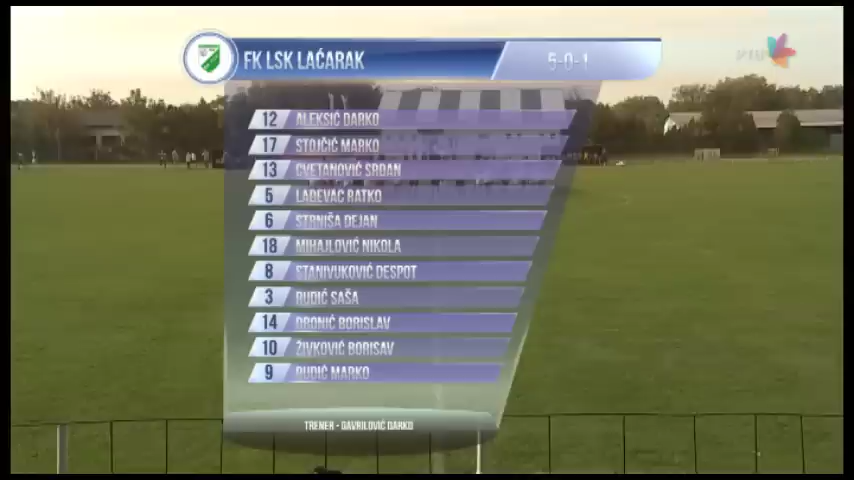 FK LSK LAĆARAK 5-0-1
РТВ
12 ALEKSIĆ DARKO
17 STOJČIĆ MARKO
13 CVETANOVIĆ SRĐAN
5 LAĐEVAC RATKO
6 STRNIŠA DEJAN
18 MIHAJLOVIĆ NIKOLA
8 STANIVUKOVIĆ DESPOT
3 RUDIĆ SAŠA
14 DRONIĆ BORISLAV
10 ŽIVKOVIĆ BORISAV
9 RUDIĆ MARKO
TRENER - GAVRILOVIĆ DARKO